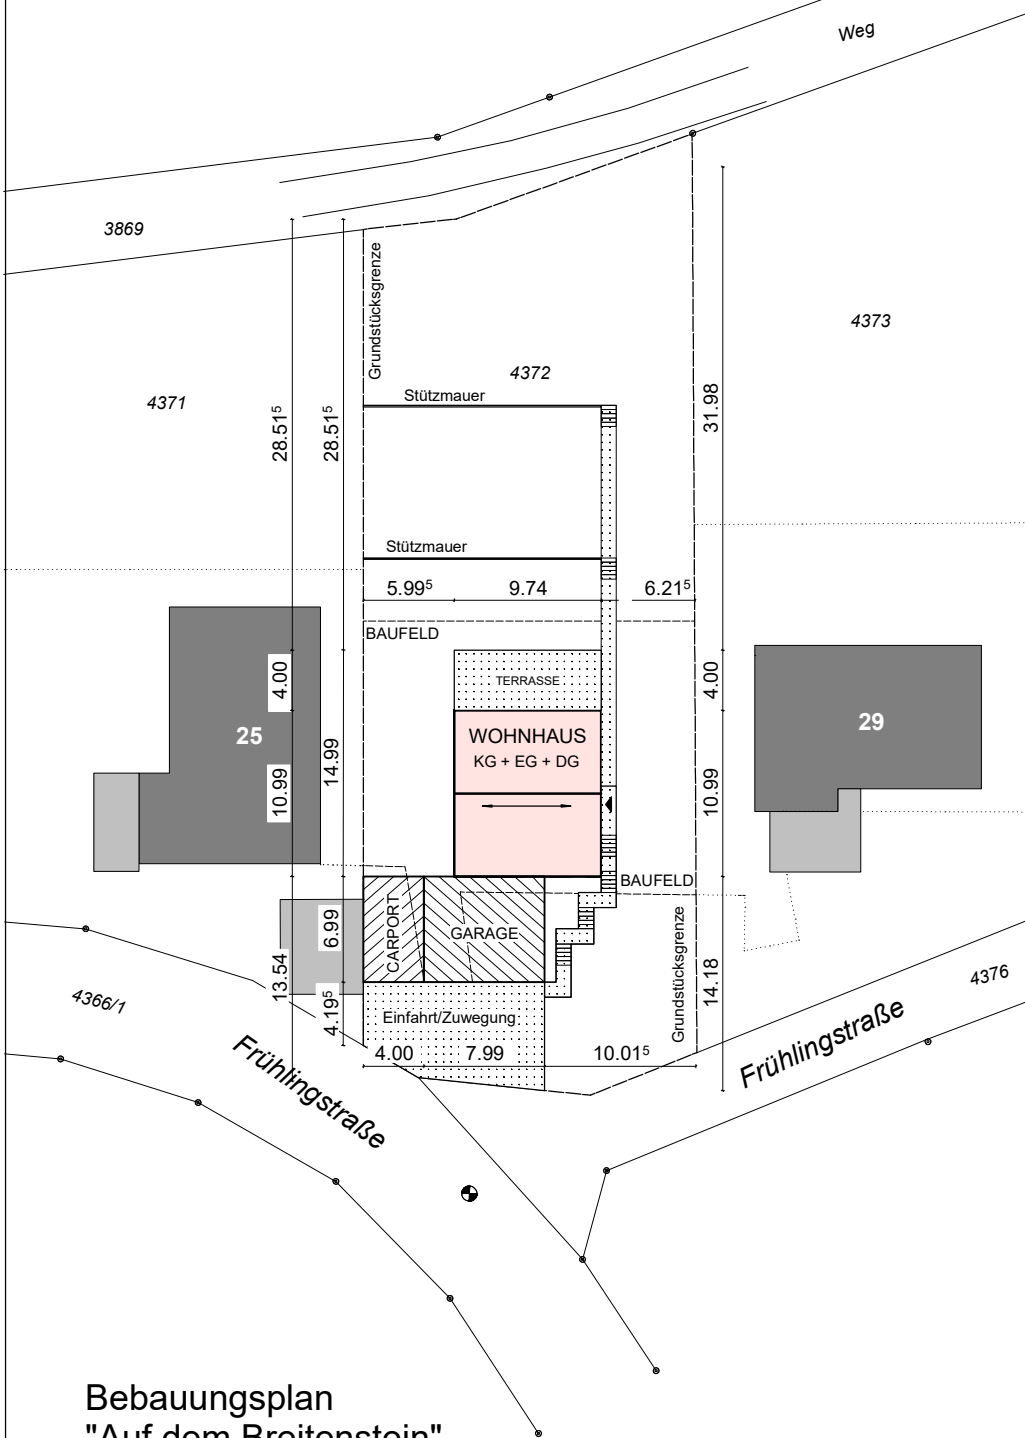 Weg
3869
Grundstücksgrenze
4373
4372
4371
Stützmauer
28.51⁵
28.51⁵
31.98
Stützmauer
5.99⁵
9.74
6.21⁵
BAUFELD
4.00
TERRASSE
4.00
25
WOHNHAUS
KG + EG + DG
29
14.99
10.99
10.99
BAUFELD
CARPORT
GARAGE
6.99
13.54
Grundstücksgrenze
14.18
4376
4366/1
4.19⁵
Einfahrt/Zuwegung
4.00
7.99
10.01⁵
Frühlingstraße
Frühlingstraße
Bebauungsplan
"Auf dem Breitenstein"